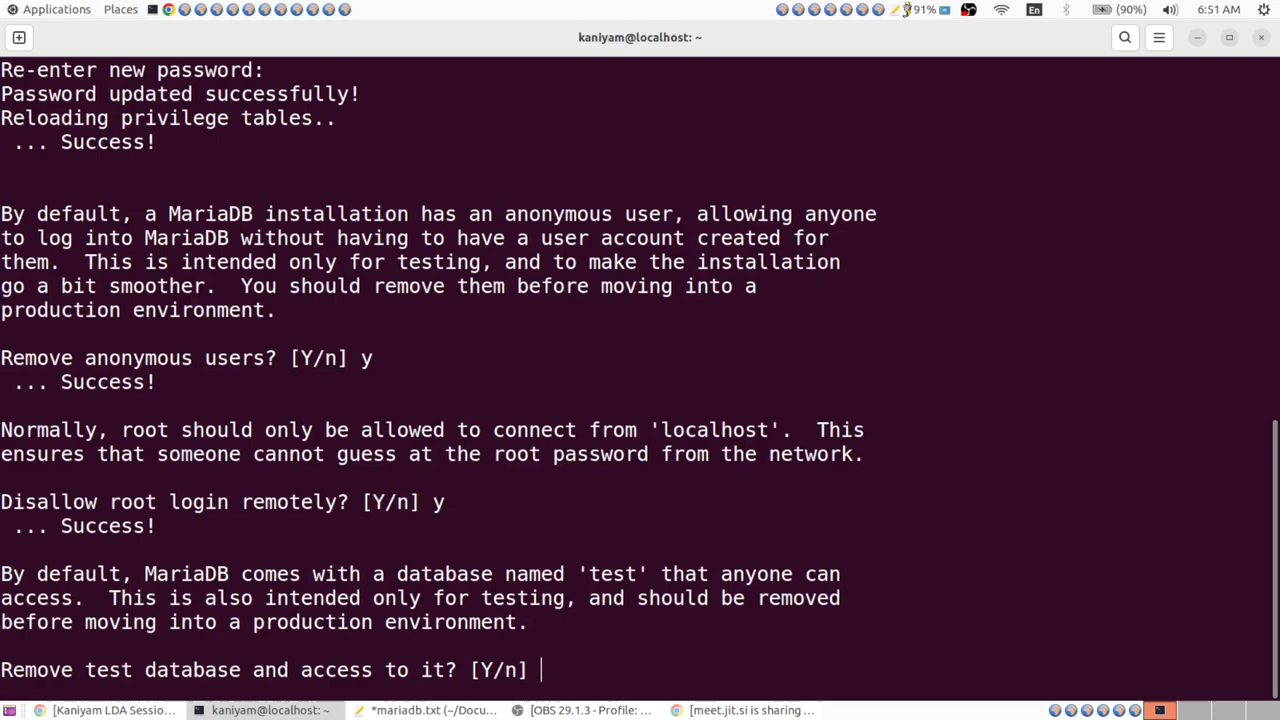 Applications Places 91% En (90%) 6:51 AM
kaniyam@localhost: ~
Re-enter new password:
Password updated successfully!
Reloading privilege tables..
... Success!
By default, a MariaDB installation has an anonymous user, allowing anyone
to log into MariaDB without having to have a user account created for
them. This is intended only for testing, and to make the installation
go a bit smoother. You should remove them before moving into a
production environment.
Remove anonymous users? [Y/n] y
... Success!
Normally, root should only be allowed to connect from 'localhost'. This
ensures that someone cannot guess at the root password from the network.
Disallow root login remotely? [Y/n] y
... Success!
By default, MariaDB comes with a database named 'test' that anyone can
access. This is also intended only for testing, and should be removed
before moving into a production environment.
Remove test database and access to it? [Y/n]
[Kaniyam LDA Sessio... kaniyam@localhost: ~ *mariadb.txt (~/Docu... [OBS 29.1.3 - Profile: ... [meet.jit.si is sharing ...